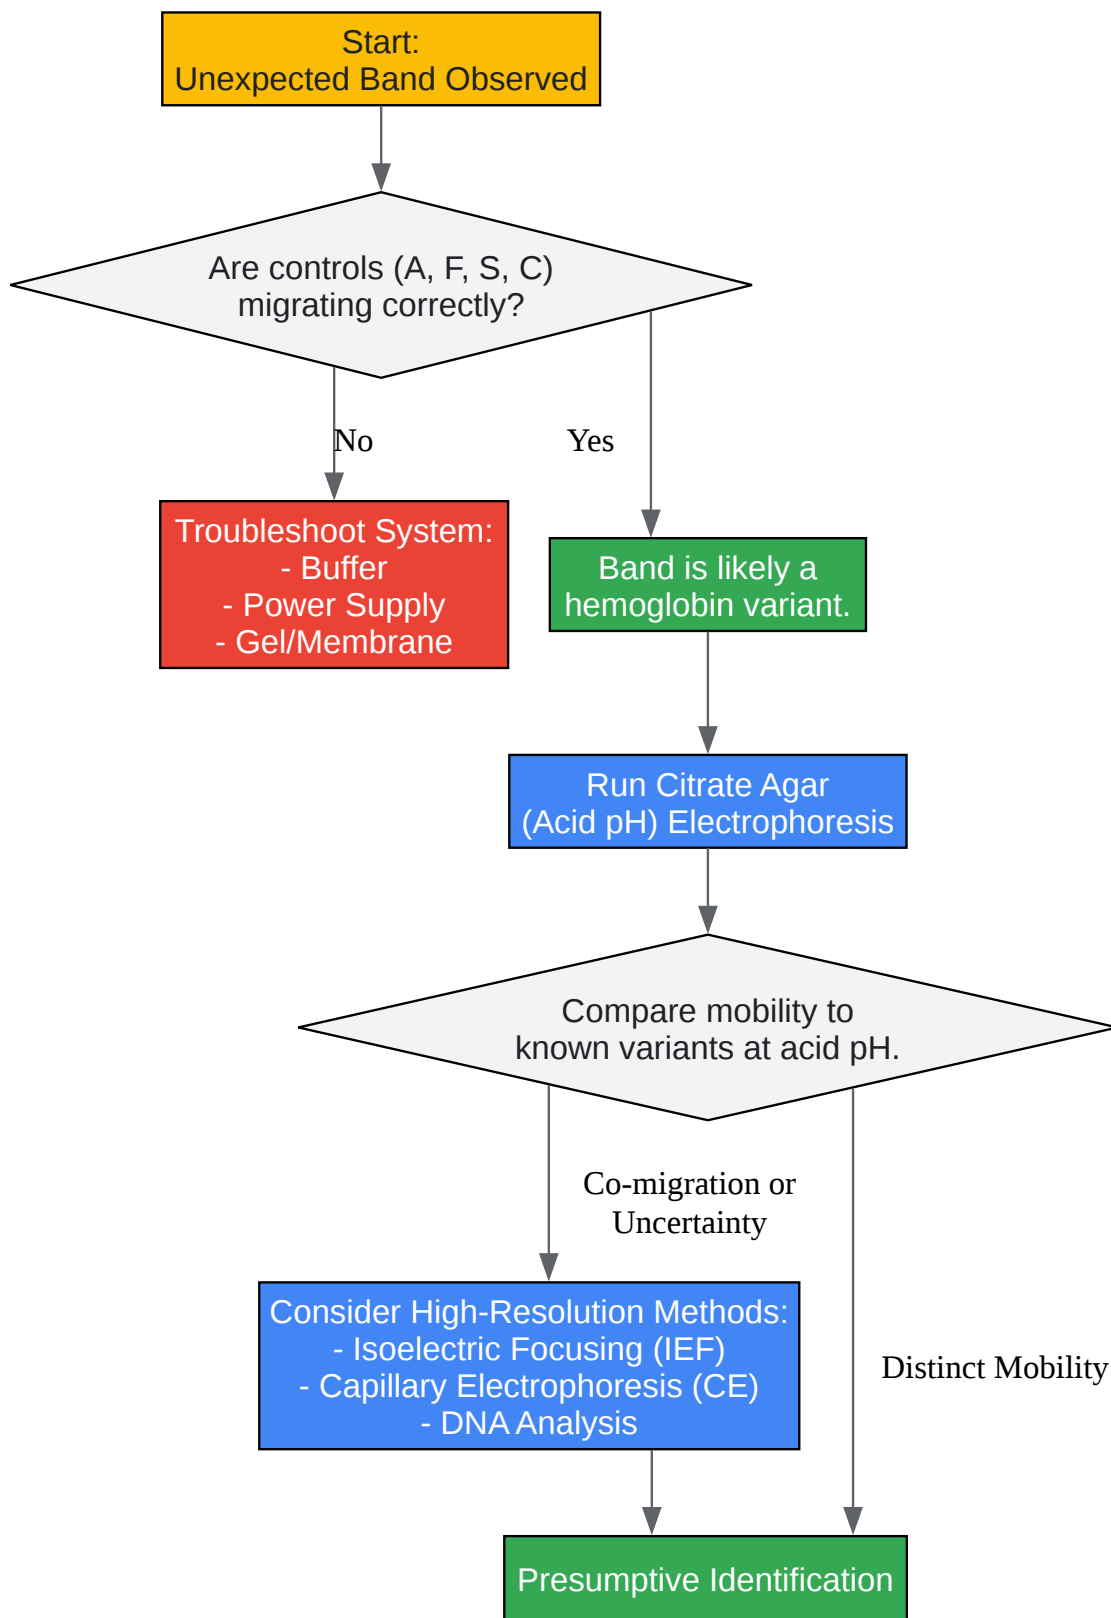 Start:
Unexpected Band Observed
Are controls (A, F, S, C)
migrating correctly?
No
Yes
Troubleshoot System:
- Buffer
- Power Supply
- Gel/Membrane
Band is likely a
hemoglobin variant.
Run Citrate Agar
(Acid pH) Electrophoresis
Compare mobility to
known variants at acid pH.
Co-migration or
Uncertainty
Consider High-Resolution Methods:
- Isoelectric Focusing (IEF)
- Capillary Electrophoresis (CE)
- DNA Analysis
Distinct Mobility
Presumptive Identification